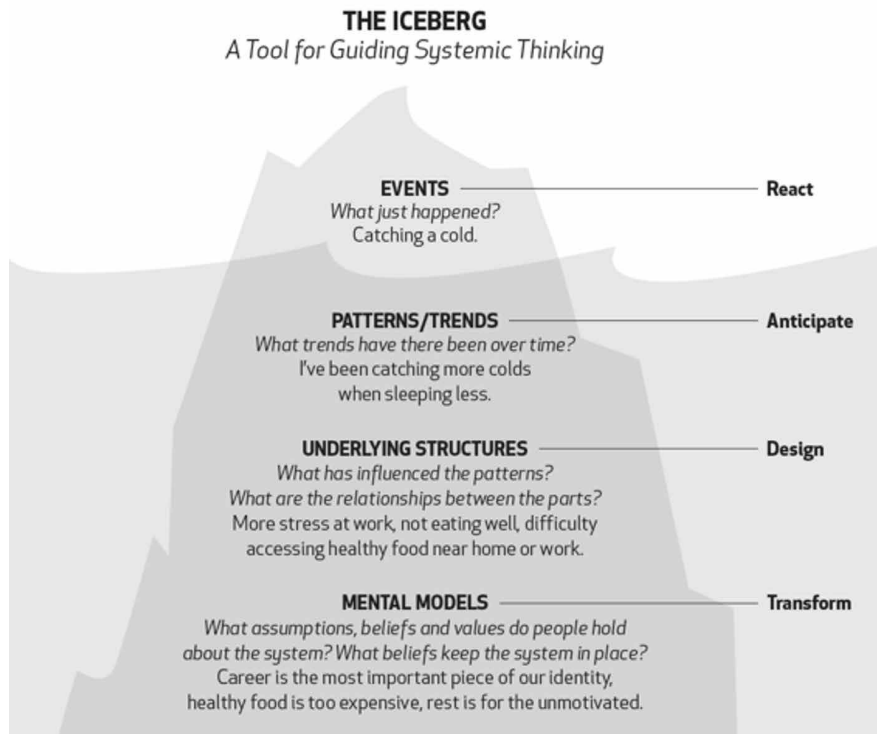 THE ICEBERG
A Tool for Guiding Systemic Thinking
EVENTS
React
What just happened?
Catching a cold.
PATTERNS/TRENDS
Anticipate
What trends have there been over time?
I've been catching more colds
when sleeping less.
UNDERLYING STRUCTURES
Design
What has influenced the patterns?
What are the relationships between the parts?
More stress at work, not eating well, difficulty
accessing healthy food near home or work.
MENTAL MODELS
Transform
What assumptions, beliefs and values do people hold
about the system? What beliefs keep the system in place?
Career is the most important piece of our identity,
healthy food is too expensive, rest is for the unmotivated.